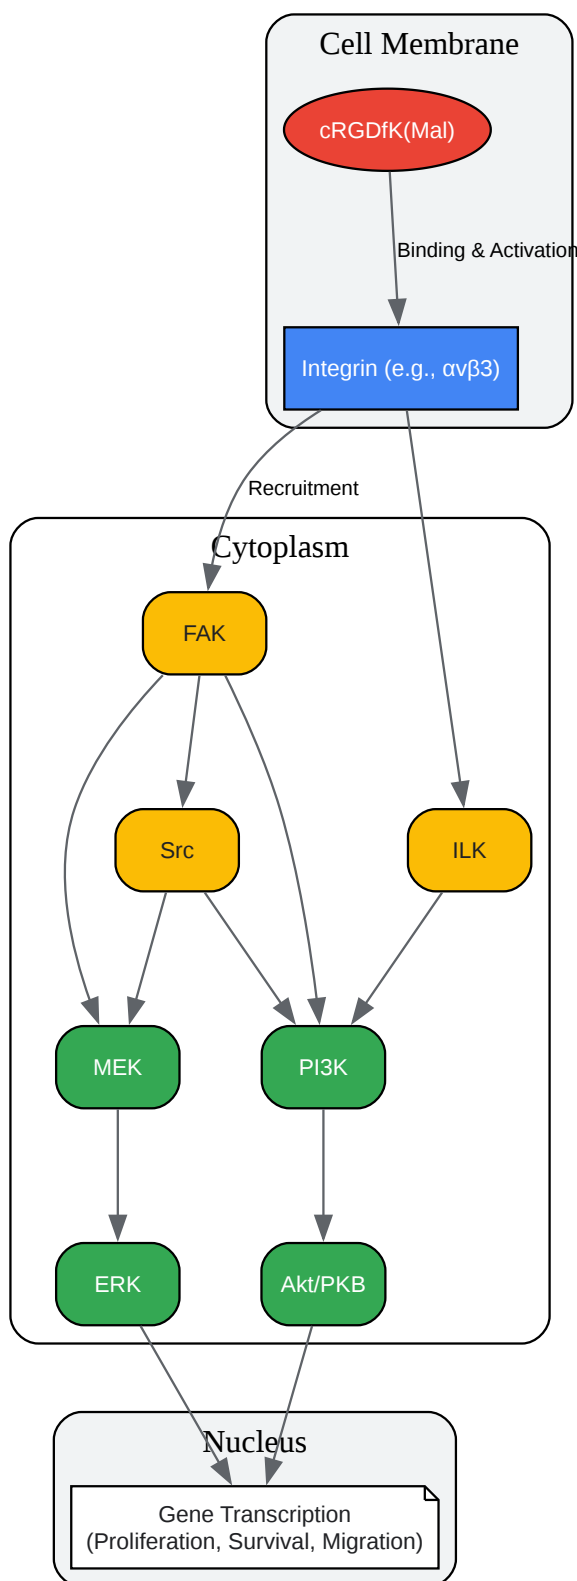 Cell Membrane
cRGDfK(Mal)
Binding & Activation
Integrin (e.g., αvβ3)
Recruitment
Cytoplasm
FAK
Src
ILK
MEK
PI3K
ERK
Akt/PKB
Nucleus
Gene Transcription
(Proliferation, Survival, Migration)